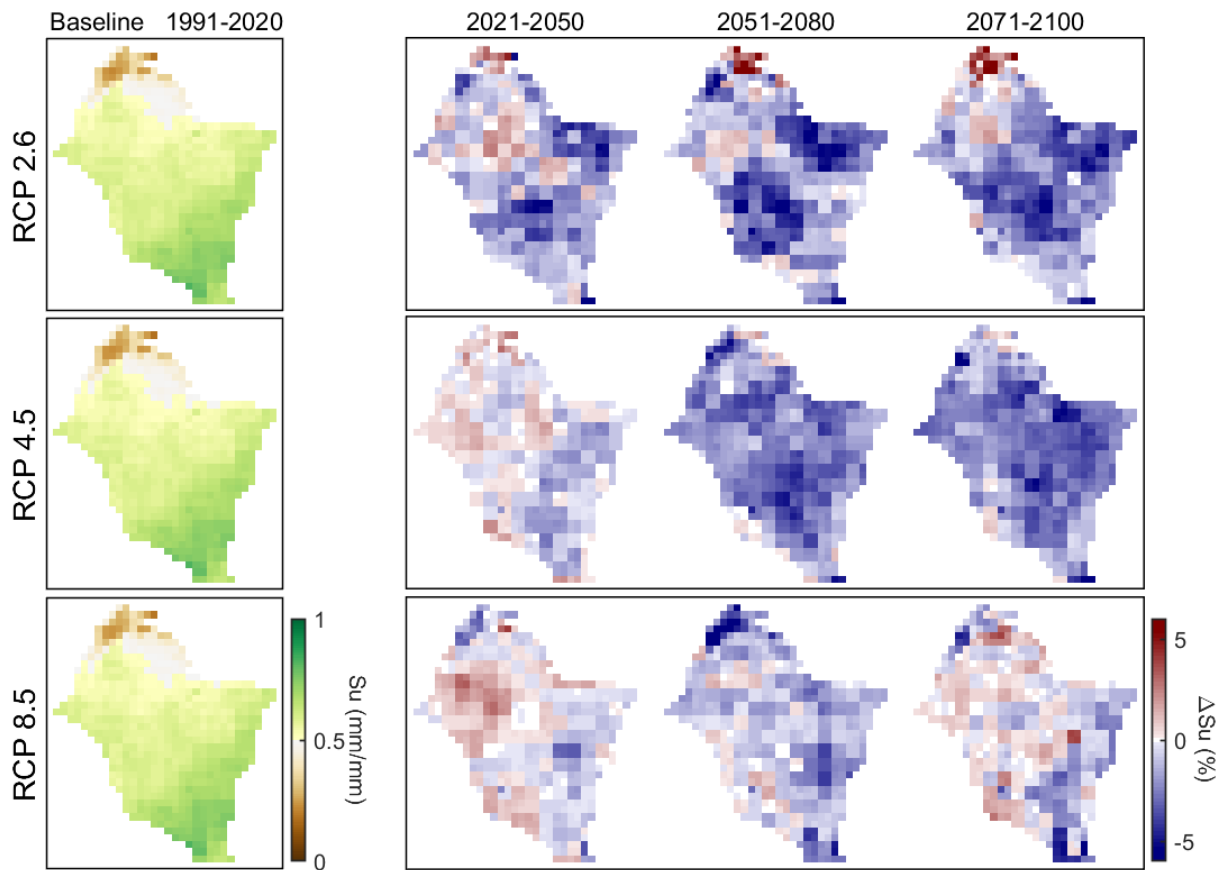 Baseline 1991-2020
2021-2050
2051-2080
2071-2100
RCP 2.6
RCP 4.5
RCP 8.5
1
0.5
0
Su (mm/mm)
5
0
-5
ΔSu (%)